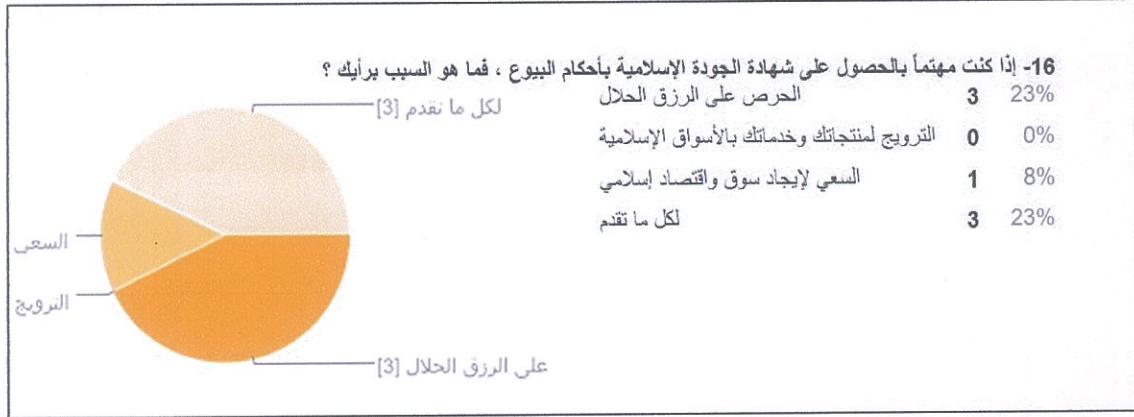 16- إذا كنت مهتماً بالحصول على شهادة الجودة الإسلامية بأحكام البيوع ، فما هو السبب برأيك ؟
الحرص على الرزق الحلال 3 23%
الترويج لمنتجاتك وخدماتك بالأسواق الإسلامية 0 0%
السعي لإيجاد سوق واقتصاد إسلامي 1 8%
لكل ما تقدم 3 23%
لكل ما تقدم [3]
السعي
الترويج
على الرزق الحلال [3]